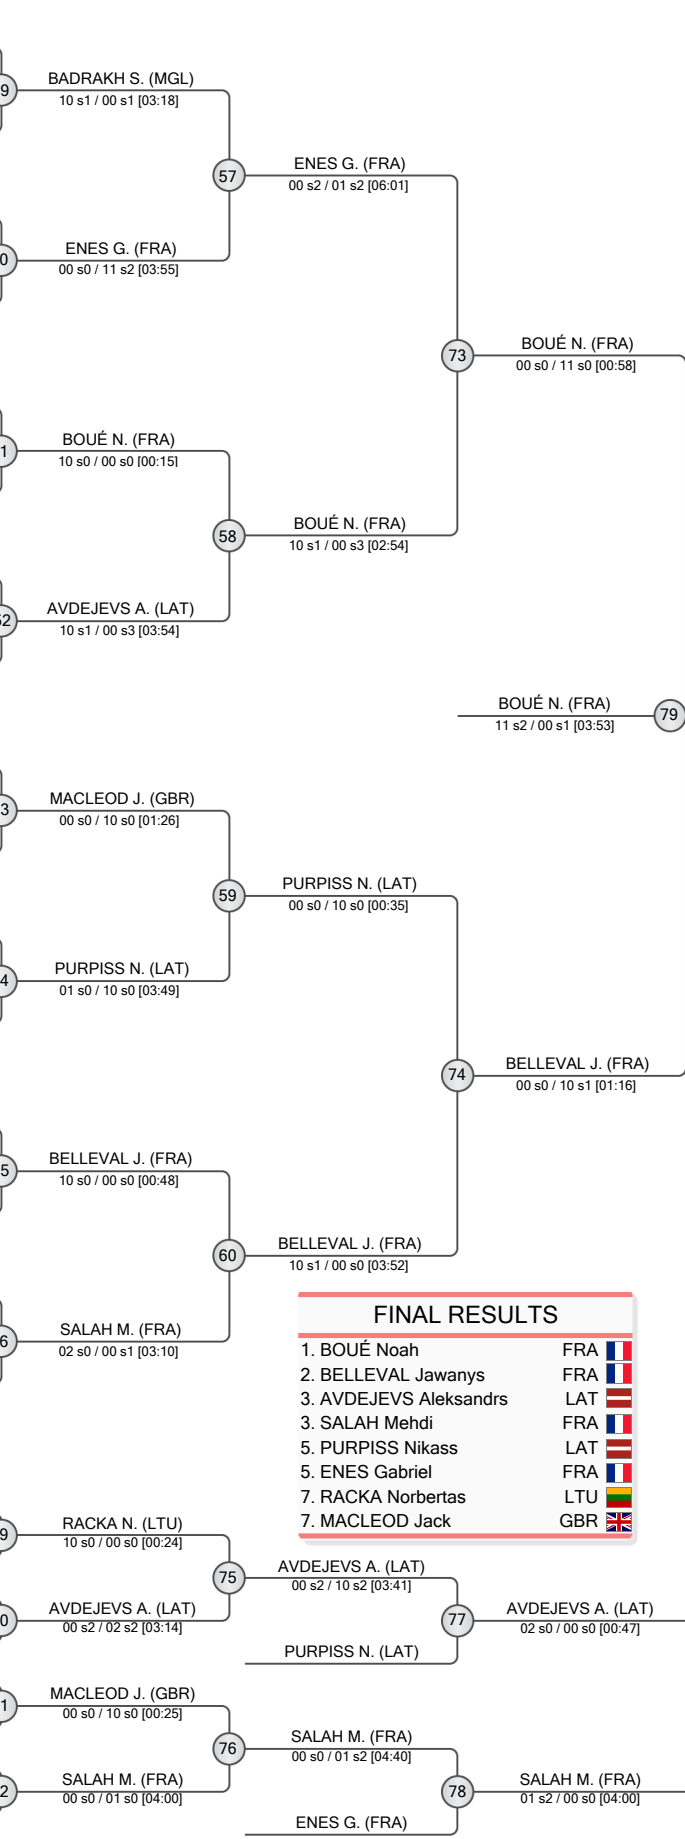 BADRAKH S. (MGL)
9
10 s1 / 00 s1 [03:18]
ENES G. (FRA)
57
00 s2 / 01 s2 [06:01]
ENES G. (FRA)
0
00 s0 / 11 s2 [03:55]
BOUÉ N. (FRA)
73
00 s0 / 11 s0 [00:58]
BOUÉ N. (FRA)
1
10 s0 / 00 s0 [00:15]
BOUÉ N. (FRA)
58
10 s1 / 00 s3 [02:54]
AVDEJEVS A. (LAT)
52
10 s1 / 00 s3 [03:54]
BOUÉ N. (FRA)
79
11 s2 / 00 s1 [03:53]
MACLEOD J. (GBR)
3
00 s0 / 10 s0 [01:26]
PURPISS N. (LAT)
59
00 s0 / 10 s0 [00:35]
PURPISS N. (LAT)
4
01 s0 / 10 s0 [03:49]
BELLEVAL J. (FRA)
74
00 s0 / 10 s1 [01:16]
BELLEVAL J. (FRA)
5
10 s0 / 00 s0 [00:48]
BELLEVAL J. (FRA)
60
10 s1 / 00 s0 [03:52]
SALAH M. (FRA)
6
02 s0 / 00 s1 [03:10]
FINAL RESULTS
1. BOUÉ Noah FRA
2. BELLEVAL Jawanys FRA
3. AVDEJEVS Aleksandrs LAT
3. SALAH Mehdi FRA
5. PURPISS Nikass LAT
5. ENES Gabriel FRA
7. RACKA Norbertas LTU
7. MACLEOD Jack GBR
RACKA N. (LTU)
9
10 s0 / 00 s0 [00:24]
AVDEJEVS A. (LAT)
75
00 s2 / 10 s2 [03:41]
AVDEJEVS A. (LAT)
0
00 s2 / 02 s2 [03:14]
AVDEJEVS A. (LAT)
77
02 s0 / 00 s0 [00:47]
PURPISS N. (LAT)
MACLEOD J. (GBR)
1
00 s0 / 10 s0 [00:25]
SALAH M. (FRA)
76
00 s0 / 01 s2 [04:40]
SALAH M. (FRA)
2
00 s0 / 01 s0 [04:00]
SALAH M. (FRA)
78
01 s2 / 00 s0 [04:00]
ENES G. (FRA)